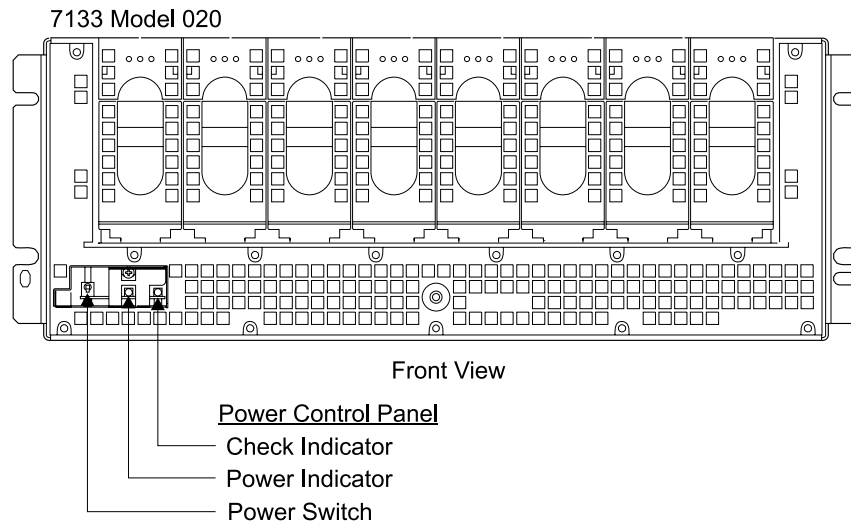 7133 Model 020
Front View
Power Control Panel
Check Indicator
Power Indicator
Power Switch